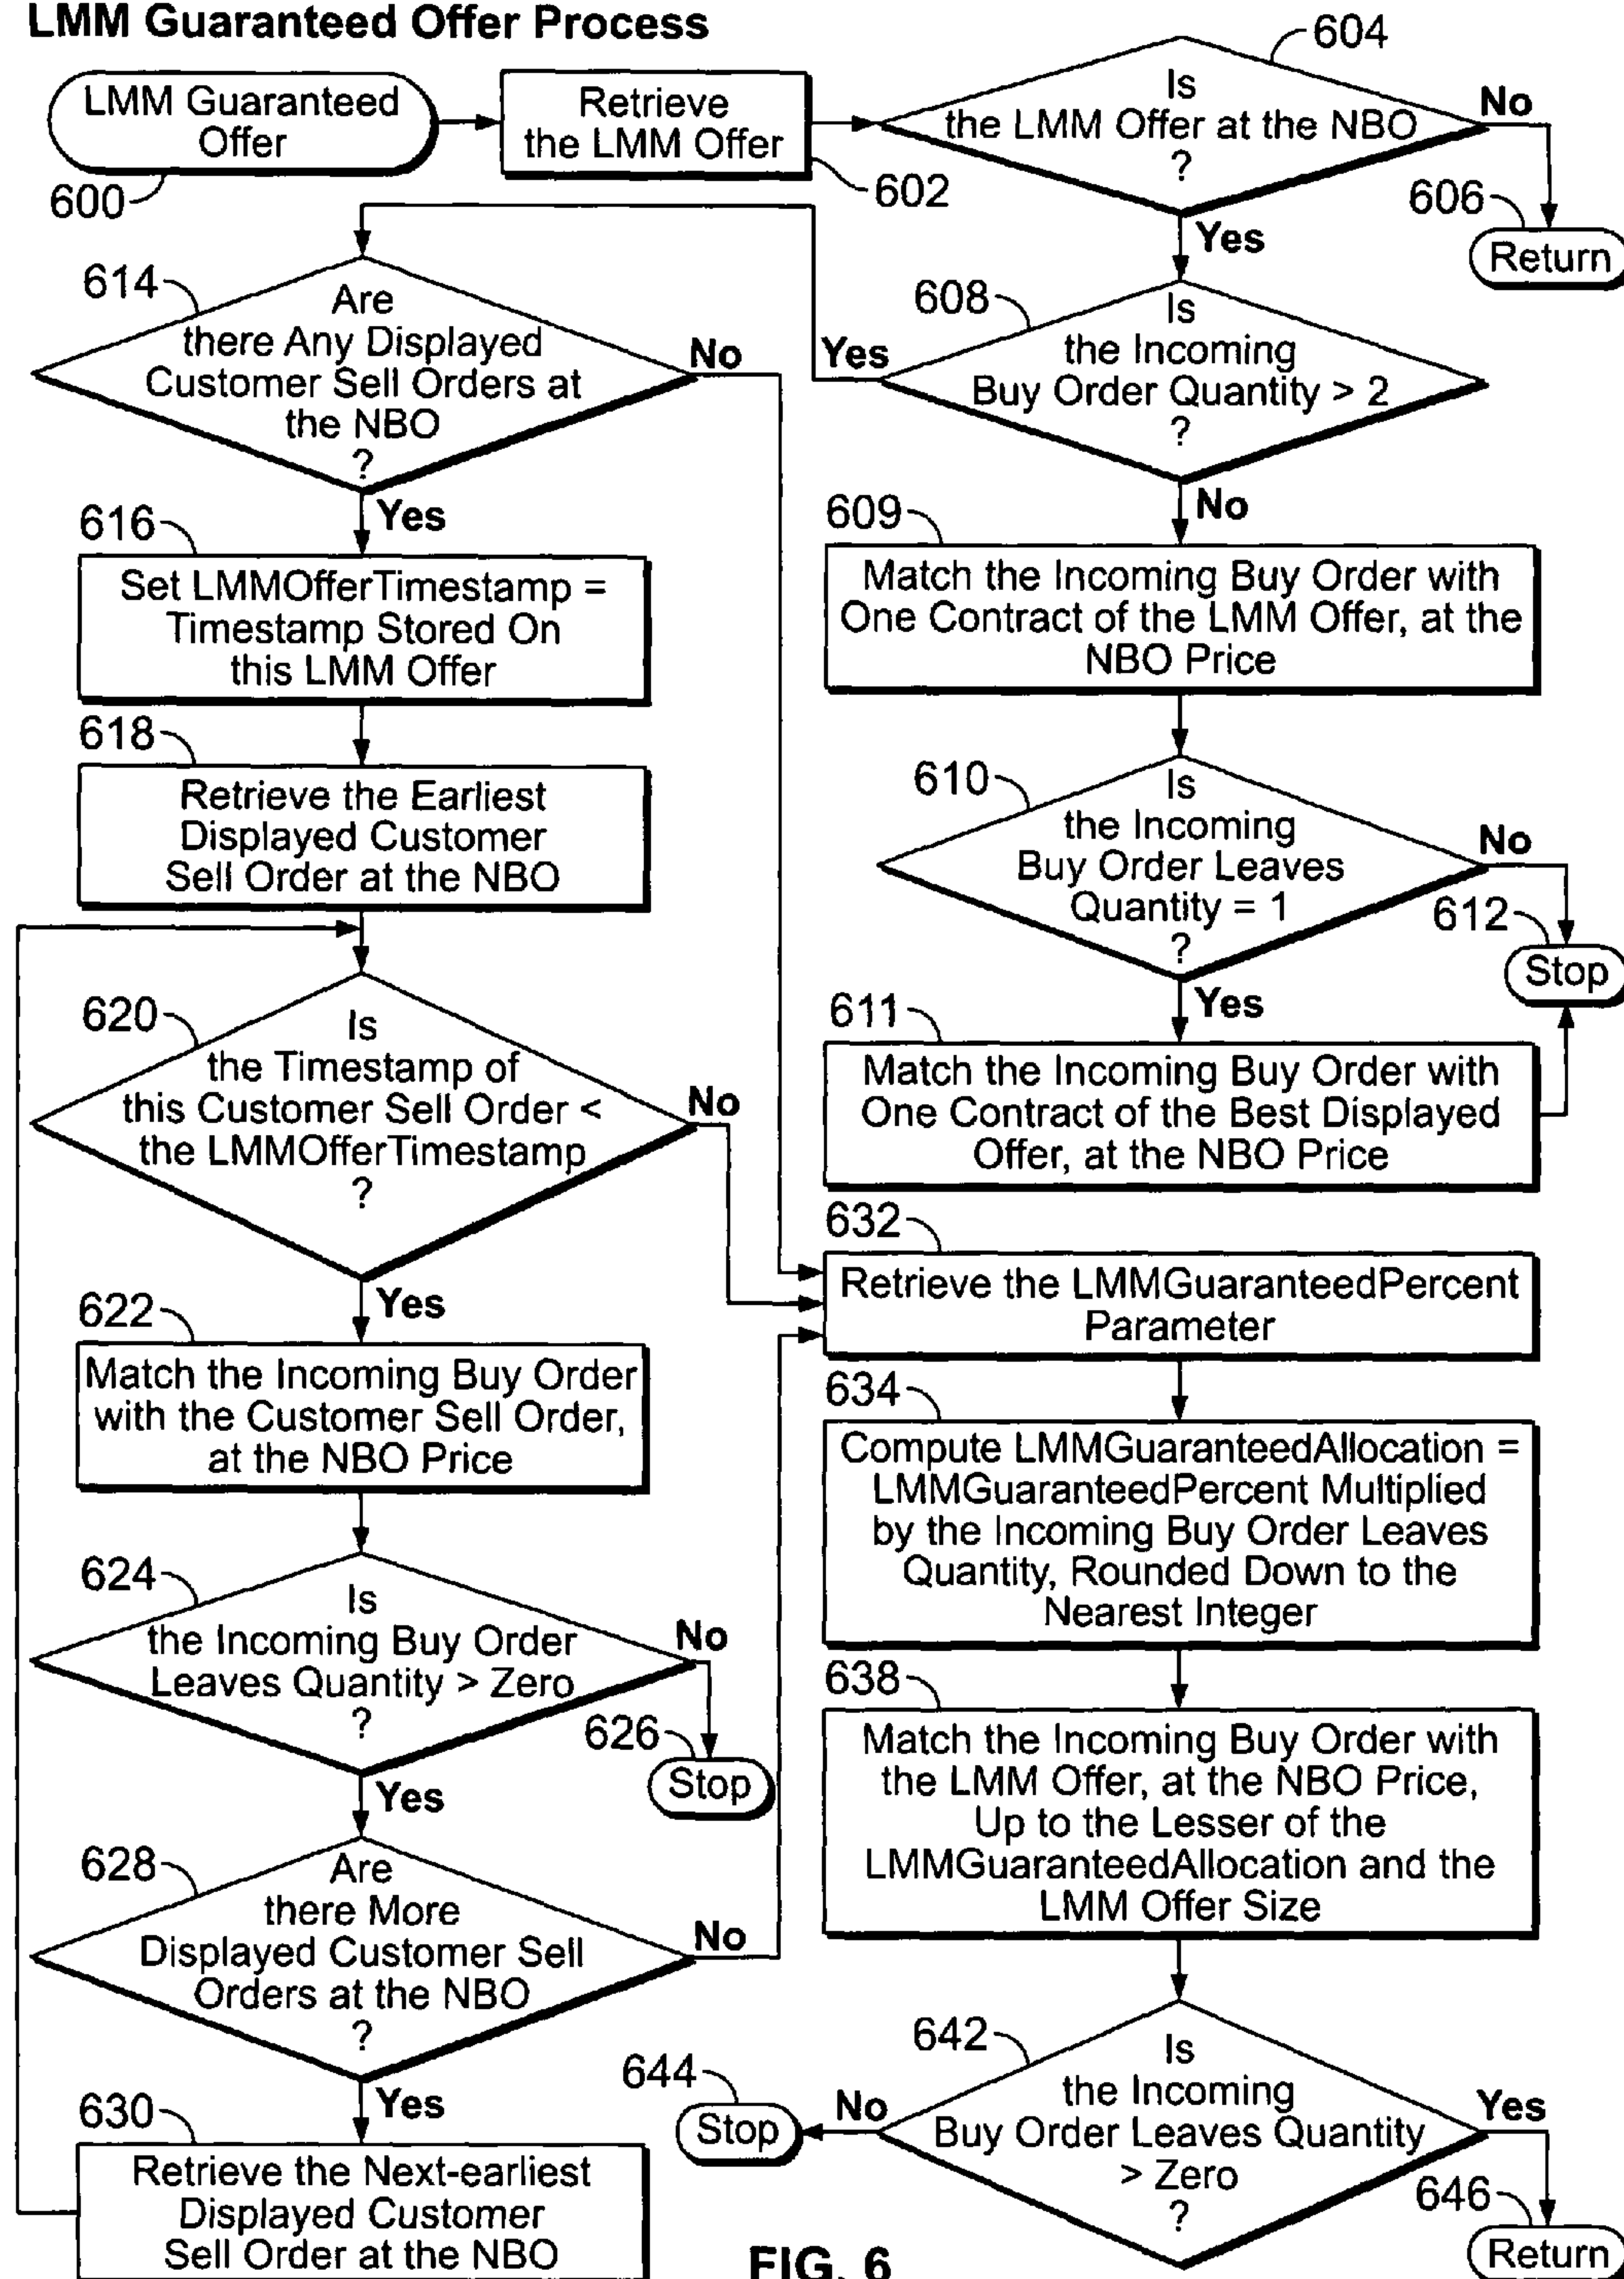 LMM Guaranteed Offer Process
LMM Guaranteed
Offer
600
Retrieve
the LMM Offer
602
604
Is
the LMM Offer at the NBO
?
No
606
Return
Yes
608
Is
the Incoming
Buy Order Quantity > 2
?
Yes
No
609
Match the Incoming Buy Order with
One Contract of the LMM Offer, at the
NBO Price
610
Is
the Incoming
Buy Order Leaves
Quantity = 1
?
No
612
Stop
Yes
611
Match the Incoming Buy Order with
One Contract of the Best Displayed
Offer, at the NBO Price
614
Are
there Any Displayed
Customer Sell Orders at
the NBO
?
No
Yes
616
Set LMMOfferTimestamp =
Timestamp Stored On
this LMM Offer
618
Retrieve the Earliest
Displayed Customer
Sell Order at the NBO
620
Is
the Timestamp of
this Customer Sell Order <
the LMMOfferTimestamp
?
No
Yes
622
Match the Incoming Buy Order
with the Customer Sell Order,
at the NBO Price
624
Is
the Incoming Buy Order
Leaves Quantity > Zero
?
No
626
Stop
Yes
628
Are
there More
Displayed Customer Sell
Orders at the NBO
?
No
Yes
630
Retrieve the Next-earliest
Displayed Customer
Sell Order at the NBO
632
Retrieve the LMMGuaranteedPercent
Parameter
634
Compute LMMGuaranteedAllocation =
LMMGuaranteedPercent Multiplied
by the Incoming Buy Order Leaves
Quantity, Rounded Down to the
Nearest Integer
638
Match the Incoming Buy Order with
the LMM Offer, at the NBO Price,
Up to the Lesser of the
LMMGuaranteedAllocation and the
LMM Offer Size
642
Is
the Incoming
Buy Order Leaves Quantity
> Zero
?
No
644
Stop
Yes
646
Return
FIG. 6